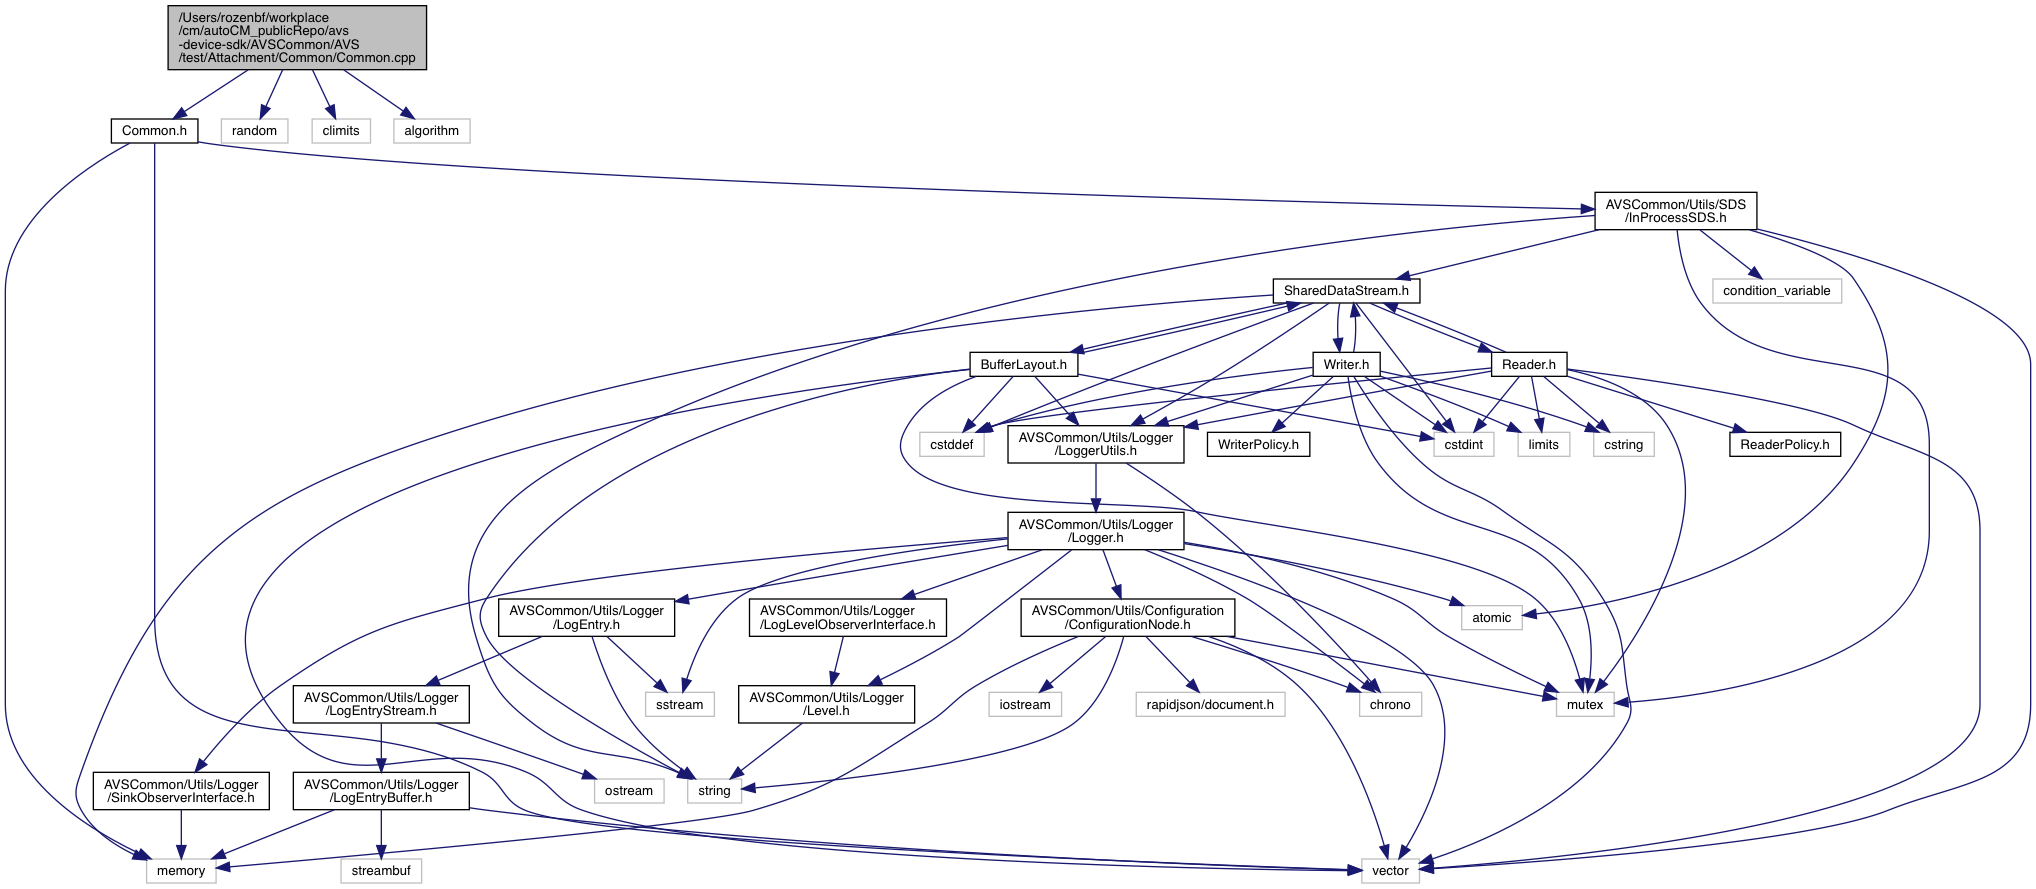 /Users/rozenbf/workplace
/cm/autoCM_publicRepo/avs
-device-sdk/AVSCommon/AVS
/test/Attachment/Common/Common.cpp
Common.h
random
climits
algorithm
AVSCommon/Utils/SDS
/InProcessSDS.h
SharedDataStream.h
condition_variable
BufferLayout.h
Writer.h
Reader.h
cstddef
AVSCommon/Utils/Logger
/LoggerUtils.h
WriterPolicy.h
cstdint
limits
cstring
ReaderPolicy.h
AVSCommon/Utils/Logger
/Logger.h
AVSCommon/Utils/Logger
/LogEntry.h
AVSCommon/Utils/Logger
/LogLevelObserverInterface.h
AVSCommon/Utils/Configuration
/ConfigurationNode.h
atomic
AVSCommon/Utils/Logger
/LogEntryStream.h
sstream
AVSCommon/Utils/Logger
/Level.h
iostream
rapidjson/document.h
chrono
mutex
AVSCommon/Utils/Logger
/SinkObserverInterface.h
AVSCommon/Utils/Logger
/LogEntryBuffer.h
ostream
string
memory
streambuf
vector